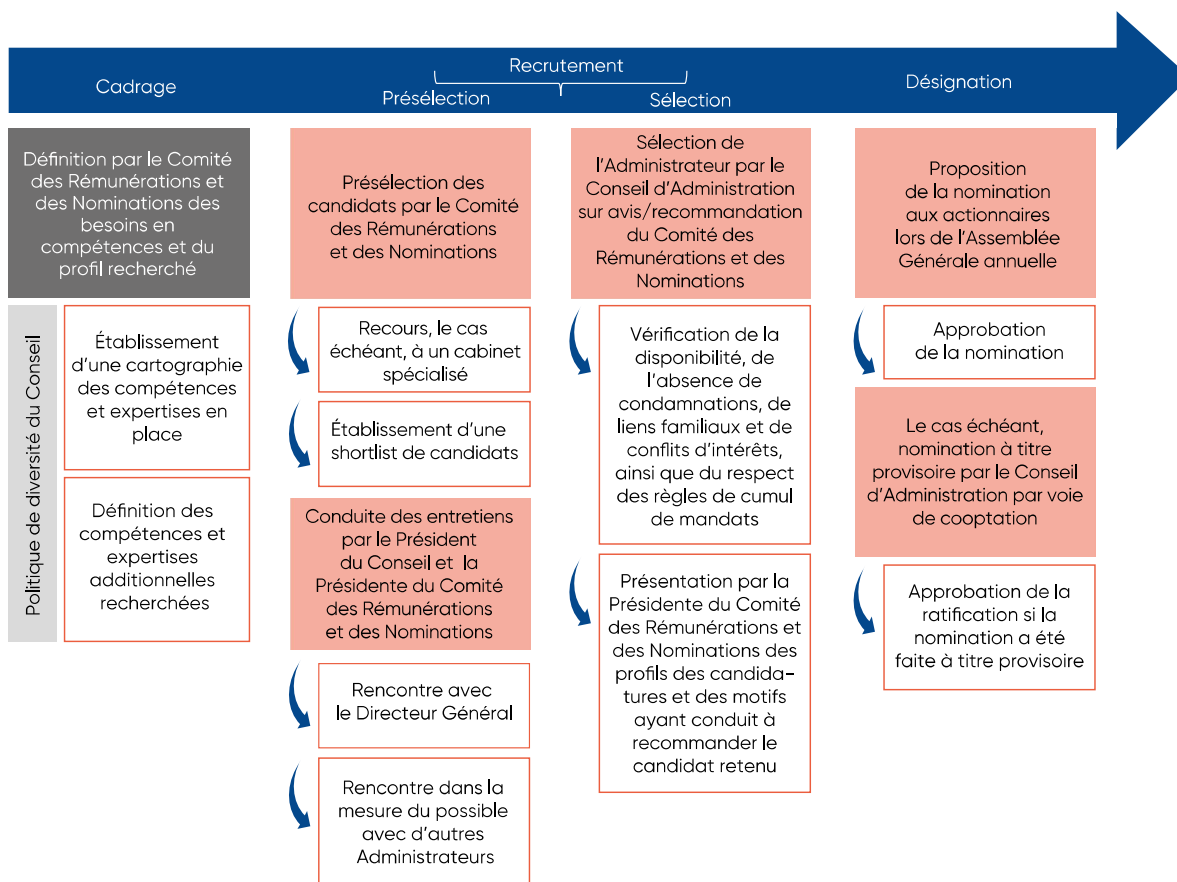 Recrutement
Cadrage
Présélection
Sélection
Désignation
Définition par le Comité
des Rémunérations et
des Nominations des
besoins en
compétences et du
profil recherché
Politique de diversité du Conseil
Établissement
d'une cartographie
des compétences
et expertises en
place
Définition des
compétences et
expertises
additionnelles
recherchées
Présélection des
candidats par le Comité
des Rémunérations
et des Nominations
Recours, le cas
échéant, à un cabinet
spécialisé
Établissement d'une
shortlist de candidats
Conduite des entretiens
par le Président
du Conseil et la
Présidente du Comité
des Rémunérations
et des Nominations
Rencontre avec
le Directeur Général
Rencontre dans la
mesure du possible
avec d'autres
Administrateurs
Sélection de
l'Administrateur par le
Conseil d'Administration
sur avis/recommandation
du Comité des
Rémunérations et des
Nominations
Vérification de la
disponibilité, de
l'absence de
condamnations, de
liens familiaux et de
conflits d'intérêts,
ainsi que du respect
des règles de cumul
de mandats
Présentation par la
Présidente du Comité
des Rémunérations et
des Nominations des
profils des candida-
tures et des motifs
ayant conduit à
recommander le
candidat retenu
Proposition
de la nomination
aux actionnaires
lors de l'Assemblée
Générale annuelle
Approbation
de la nomination
Le cas échéant,
nomination à titre
provisoire par le Conseil
d'Administration par voie
de cooptation
Approbation de la
ratification si la
nomination a été
faite à titre provisoire